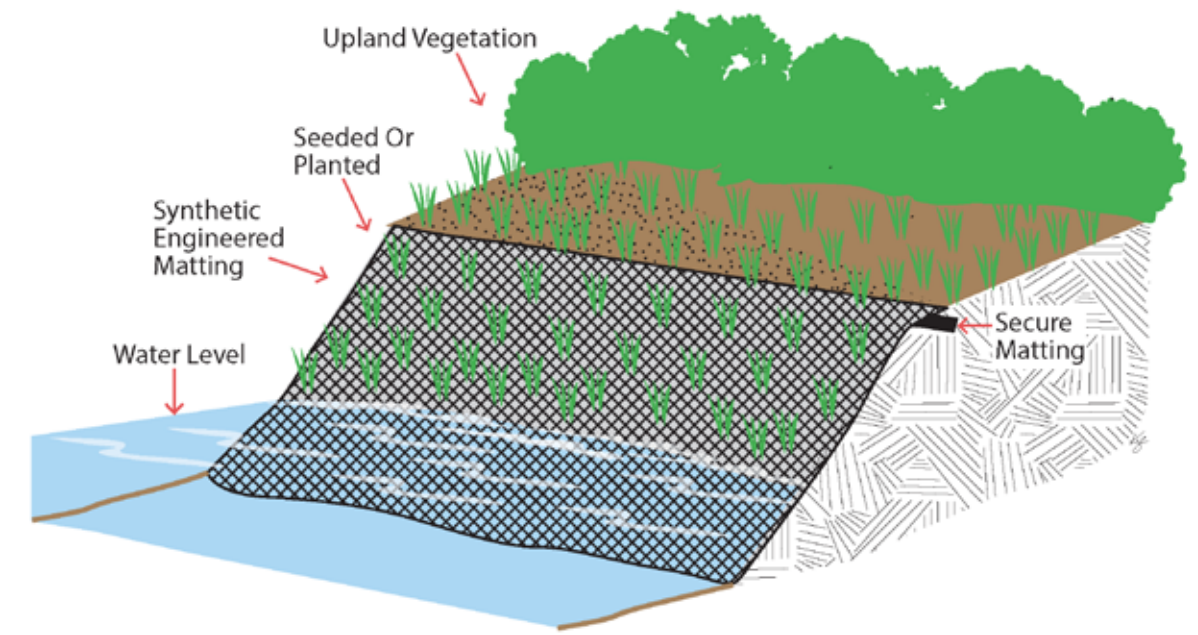 Upland Vegetation
Seeded Or
Planted
Synthetic
Engineered
Matting
Water Level
Secure
Matting